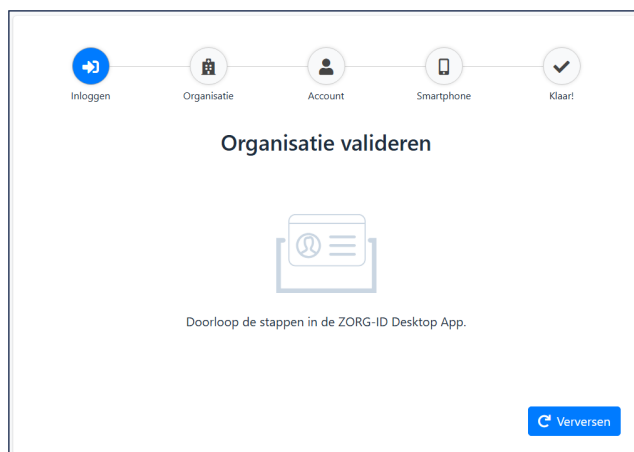 Inloggen
Organisatie
Account
Smartphone
Klaar!
Organisatie valideren
Doorloop de stappen in de ZORG-ID Desktop App.
Verversen